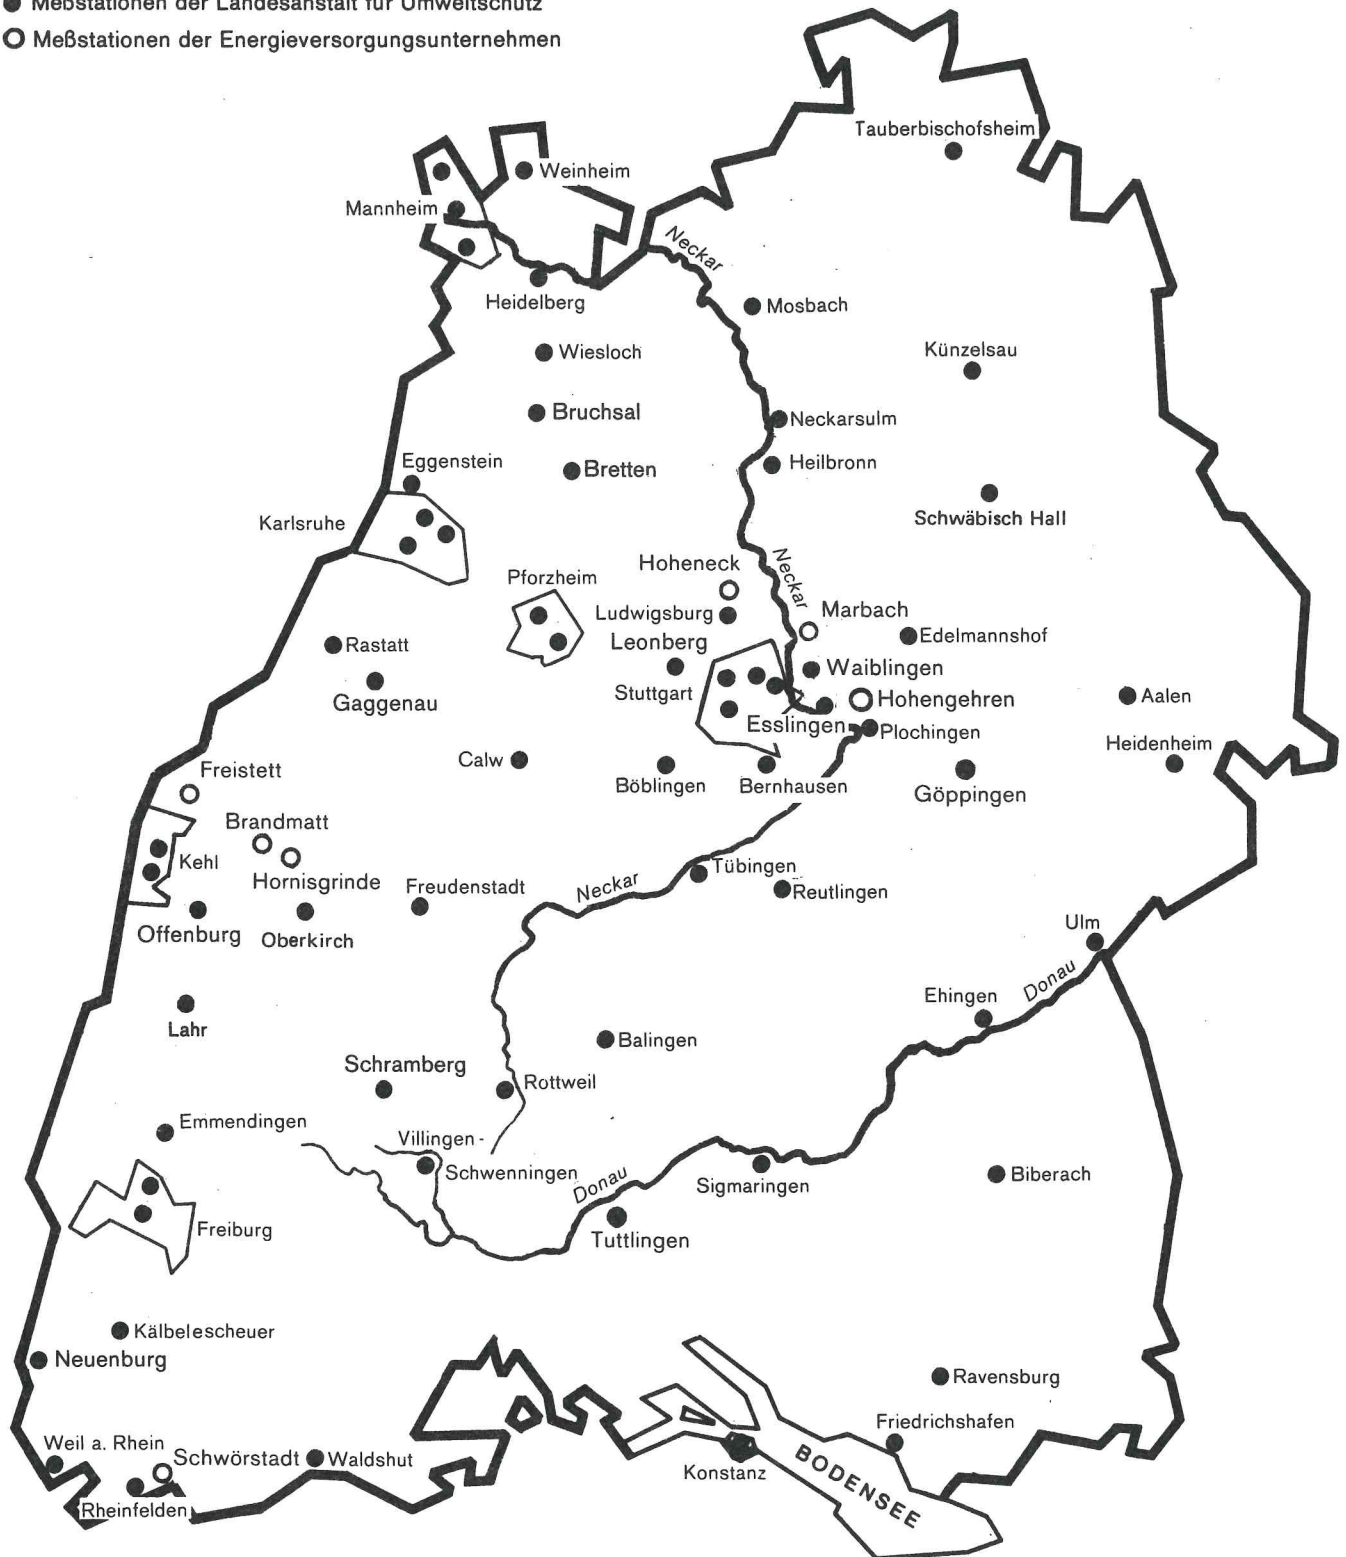 Meßstationen der Landesanstalt für Umweltschutz
Meßstationen der Energieversorgungsunternehmen
Tauberbischofsheim
Weinheim
Mannheim
Neckar
Heidelberg
Mosbach
Wiesloch
Künzelsau
Bruchsal
Neckarsulm
Eggenstein
Bretten
Heilbronn
Karlsruhe
Schwäbisch Hall
Hoheneck
Neckar
Pforzheim
Ludwigsburg
Marbach
Leonberg
Edelmannshof
Rastatt
Waiblingen
Stuttgart
Gaggenau
Hohengehren
Aalen
Esslingen
Plochingen
Heidenheim
Calw
Freistett
Böblingen
Bernhausen
Göppingen
Brandmatt
Kehl
Tübingen
Hornisgrinde
Freudenstadt
Neckar
Reutlingen
Ulm
Offenburg
Oberkirch
Donau
Ehingen
Lahr
Balingen
Schramberg
Rottweil
Emmendingen
Villingen -
Schwenningen
Donau
Sigmaringen
Biberach
Freiburg
Tuttlingen
Kälbelescheuer
Neuenburg
Ravensburg
Friedrichshafen
Weil a. Rhein
Schwörstadt
Waldshut
Konstanz
BODENSEE
Rheinfelden